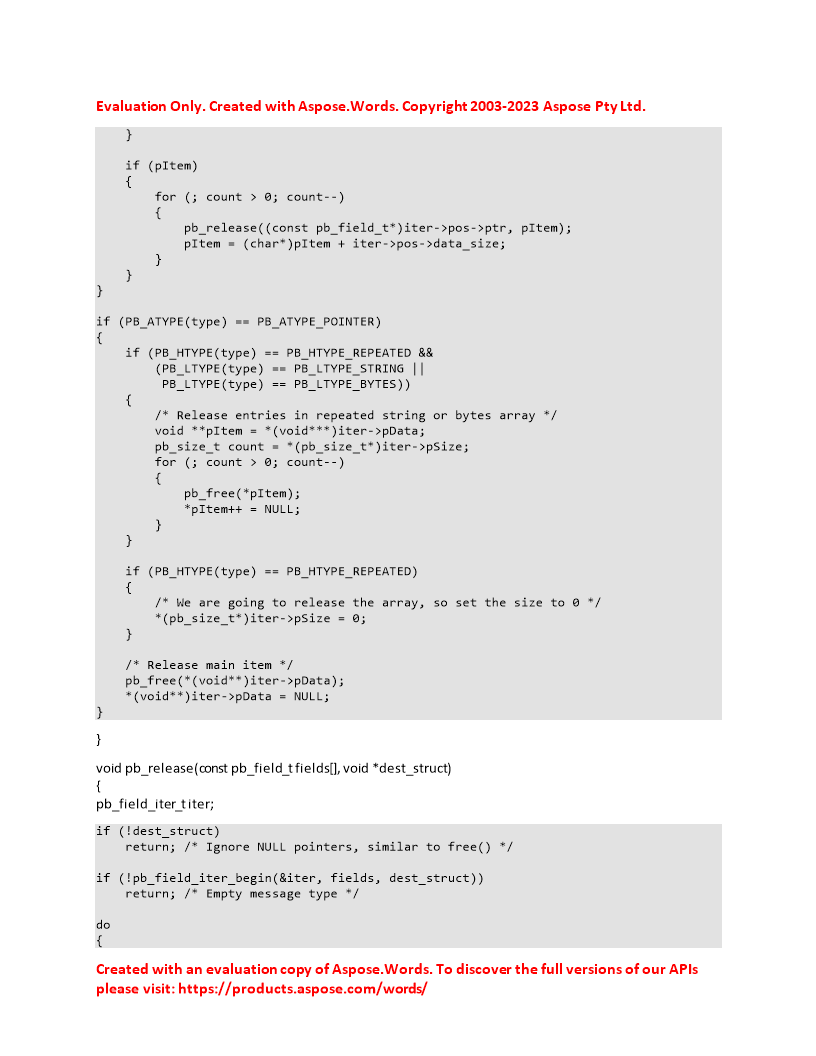 Evaluation Only. Created with Aspose.Words. Copyright 2003-2023 Aspose Pty Ltd.
    }

    if (pItem)
    {
        for (; count > 0; count--)
        {
            pb_release((const pb_field_t*)iter->pos->ptr, pItem);
            pItem = (char*)pItem + iter->pos->data_size;
        }
    }
}

if (PB_ATYPE(type) == PB_ATYPE_POINTER)
{
    if (PB_HTYPE(type) == PB_HTYPE_REPEATED &&
        (PB_LTYPE(type) == PB_LTYPE_STRING ||
         PB_LTYPE(type) == PB_LTYPE_BYTES))
    {
        /* Release entries in repeated string or bytes array */
        void **pItem = *(void***)iter->pData;
        pb_size_t count = *(pb_size_t*)iter->pSize;
        for (; count > 0; count--)
        {
            pb_free(*pItem);
            *pItem++ = NULL;
        }
    }

    if (PB_HTYPE(type) == PB_HTYPE_REPEATED)
    {
        /* We are going to release the array, so set the size to 0 */
        *(pb_size_t*)iter->pSize = 0;
    }

    /* Release main item */
    pb_free(*(void**)iter->pData);
    *(void**)iter->pData = NULL;
}
}
void pb_release(const pb_field_t fields[], void *dest_struct)
{
pb_field_iter_t iter;
if (!dest_struct)
    return; /* Ignore NULL pointers, similar to free() */

if (!pb_field_iter_begin(&iter, fields, dest_struct))
    return; /* Empty message type */

do
{
Created with an evaluation copy of Aspose.Words. To discover the full versions of our APIs
please visit: https://products.aspose.com/words/